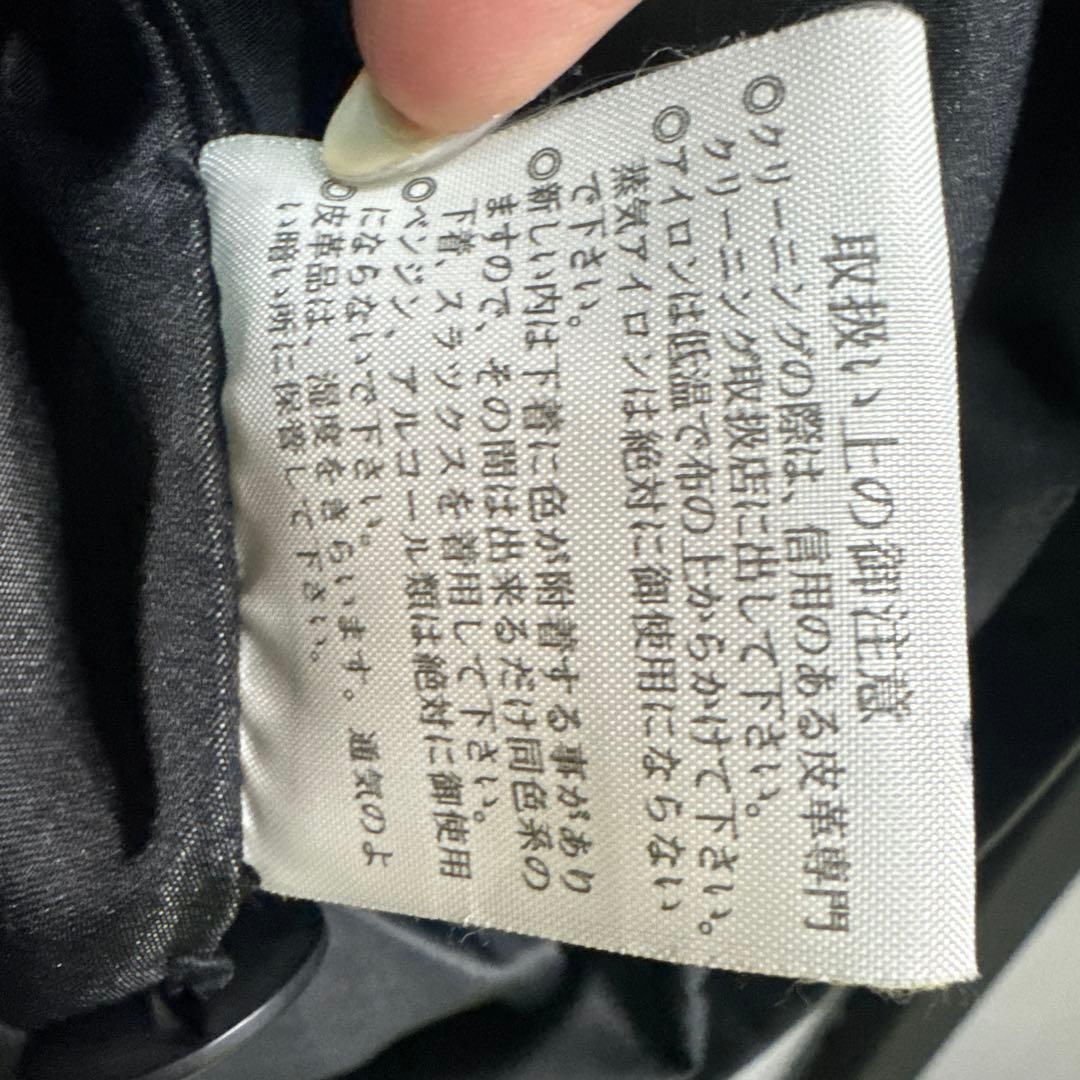 取扱い上の御注意
◎クリーニングの際は、信用のある皮革専門
クリーニング取扱店に出して下さい。
◎アイロンは低温で布の上からかけて下さい。
蒸気アイロンは絶対に御使用にならない
で下さい。
◎新しい内は下着に色が附着する事があり
ますので、その間は出来るだけ同色系の
下着、スラックスを着用して下さい。
◎ベンジン、アルコール類は絶対に御使用
にならないで下さい。
◎皮革品は、湿度をきらいます。通気のよ
い暗い所に保管して下さい。